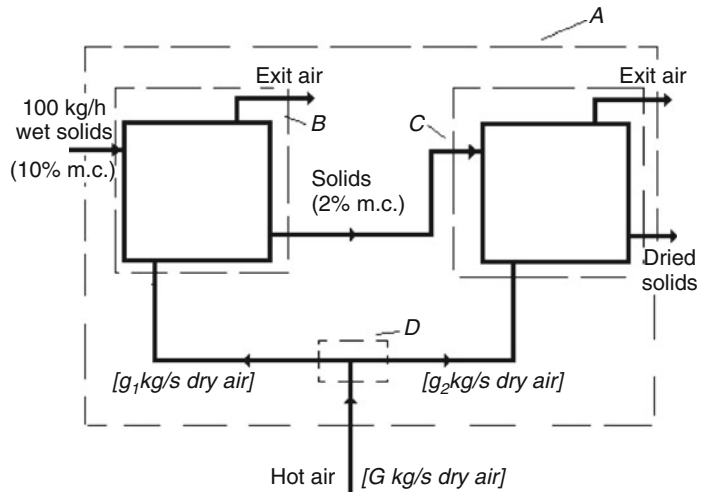 A
Exit air
Exit air
100 kg/h
wet solids
(10% m.c.)
B
C
Solids
(2% m.c.)
Dried
solids
D
[g₁kg/s dry air]
[g₂kg/s dry air]
Hot air [G kg/s dry air]